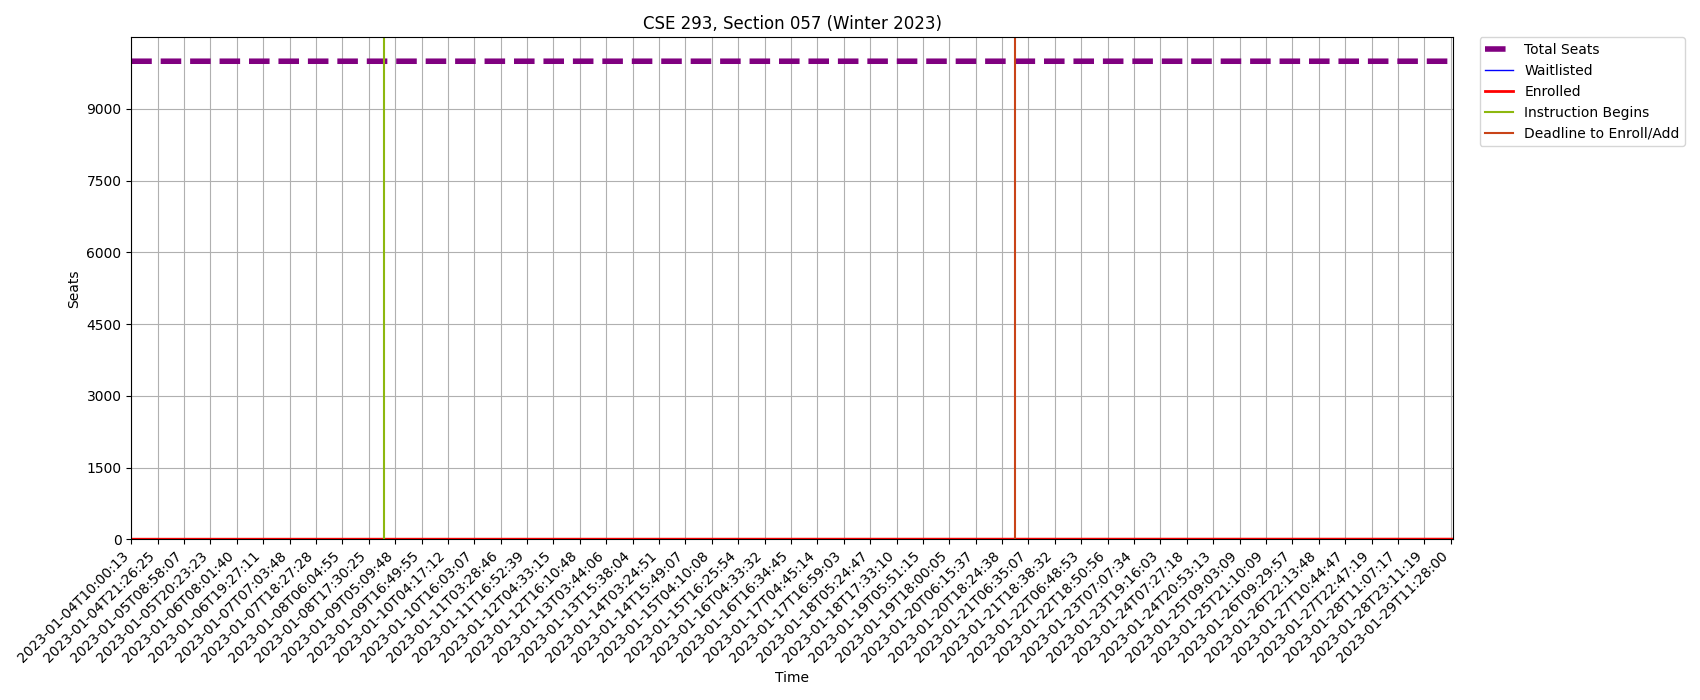 CSE 293, Section 057 (Winter 2023)
Total Seats
Waitlisted
Enrolled
Instruction Begins
Deadline to Enroll/Add
Seats
9000
7500
6000
4500
3000
1500
0
2023-01-04T10:00:13
2023-01-04T21:26:25
2023-01-05T08:58:07
2023-01-05T20:23:23
2023-01-06T08:01:40
2023-01-06T19:27:11
2023-01-07T07:03:48
2023-01-07T18:27:28
2023-01-08T06:04:55
2023-01-08T17:30:25
2023-01-09T05:09:48
2023-01-09T16:49:55
2023-01-10T04:17:12
2023-01-10T16:03:07
2023-01-11T03:28:46
2023-01-11T16:52:39
2023-01-12T04:33:15
2023-01-12T16:10:48
2023-01-13T03:44:06
2023-01-13T15:38:04
2023-01-14T03:24:51
2023-01-14T15:49:07
2023-01-15T04:10:08
2023-01-15T16:25:54
2023-01-16T04:33:32
2023-01-16T16:34:45
2023-01-17T04:45:14
2023-01-17T16:59:03
2023-01-18T05:24:47
2023-01-18T17:33:10
2023-01-19T05:51:15
2023-01-19T18:00:05
2023-01-20T06:15:37
2023-01-20T18:24:38
2023-01-21T06:35:07
2023-01-21T18:38:32
2023-01-22T06:48:53
2023-01-22T18:50:56
2023-01-23T07:07:34
2023-01-23T19:16:03
2023-01-24T07:27:18
2023-01-24T20:53:13
2023-01-25T09:03:09
2023-01-25T21:10:09
2023-01-26T09:29:57
2023-01-26T22:13:48
2023-01-27T10:44:47
2023-01-27T22:47:19
2023-01-28T11:07:17
2023-01-28T23:11:19
2023-01-29T11:28:00
Time